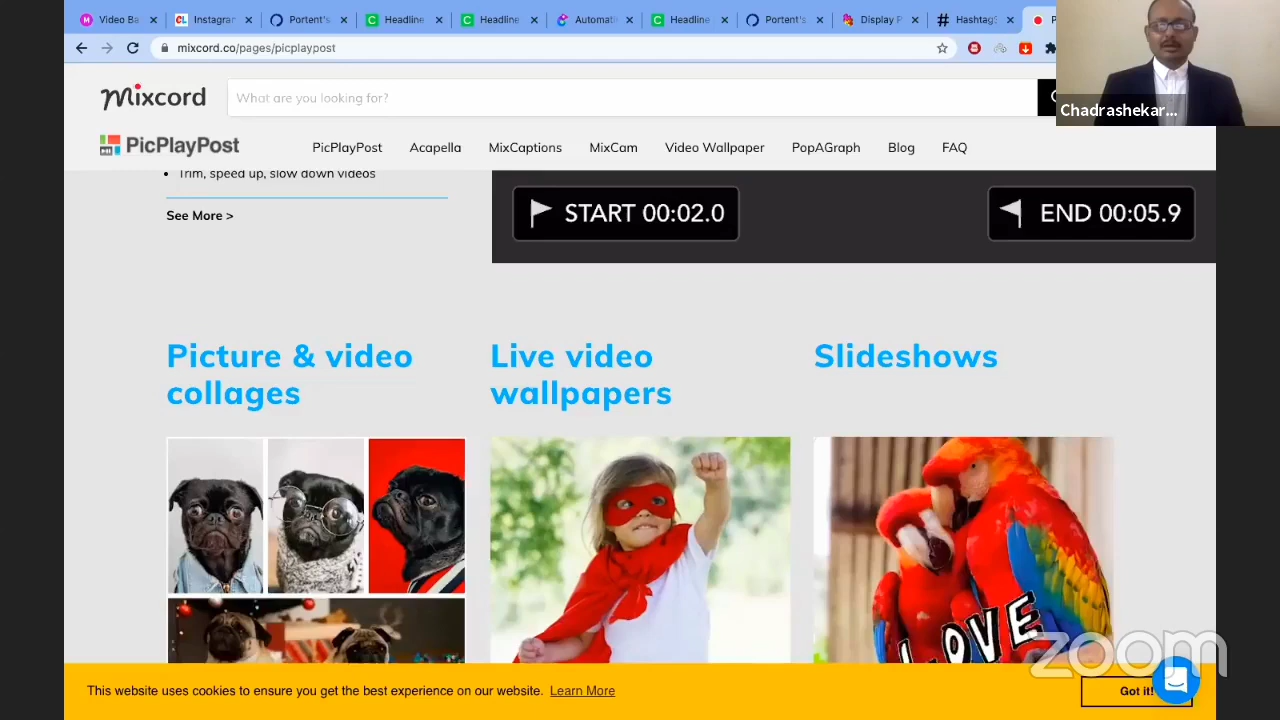 Video Ba
Instagran
Portent's
Headline
Headline
Automati
Headline
Portent's
Display P
HashtagS
mixcord.co/pages/picplaypost
Chadrashekar...
Mixcord
What are you looking for?
PicPlayPost
PicPlayPost
Acapella
MixCaptions
MixCam
Video Wallpaper
PopAGraph
Blog
FAQ
Trim, speed up, slow down videos
See More >
START 00:02.0
END 00:05.9
Picture & video
collages
Live video
wallpapers
Slideshows
LOVE
zoom
This website uses cookies to ensure you get the best experience on our website. Learn More
Got it!